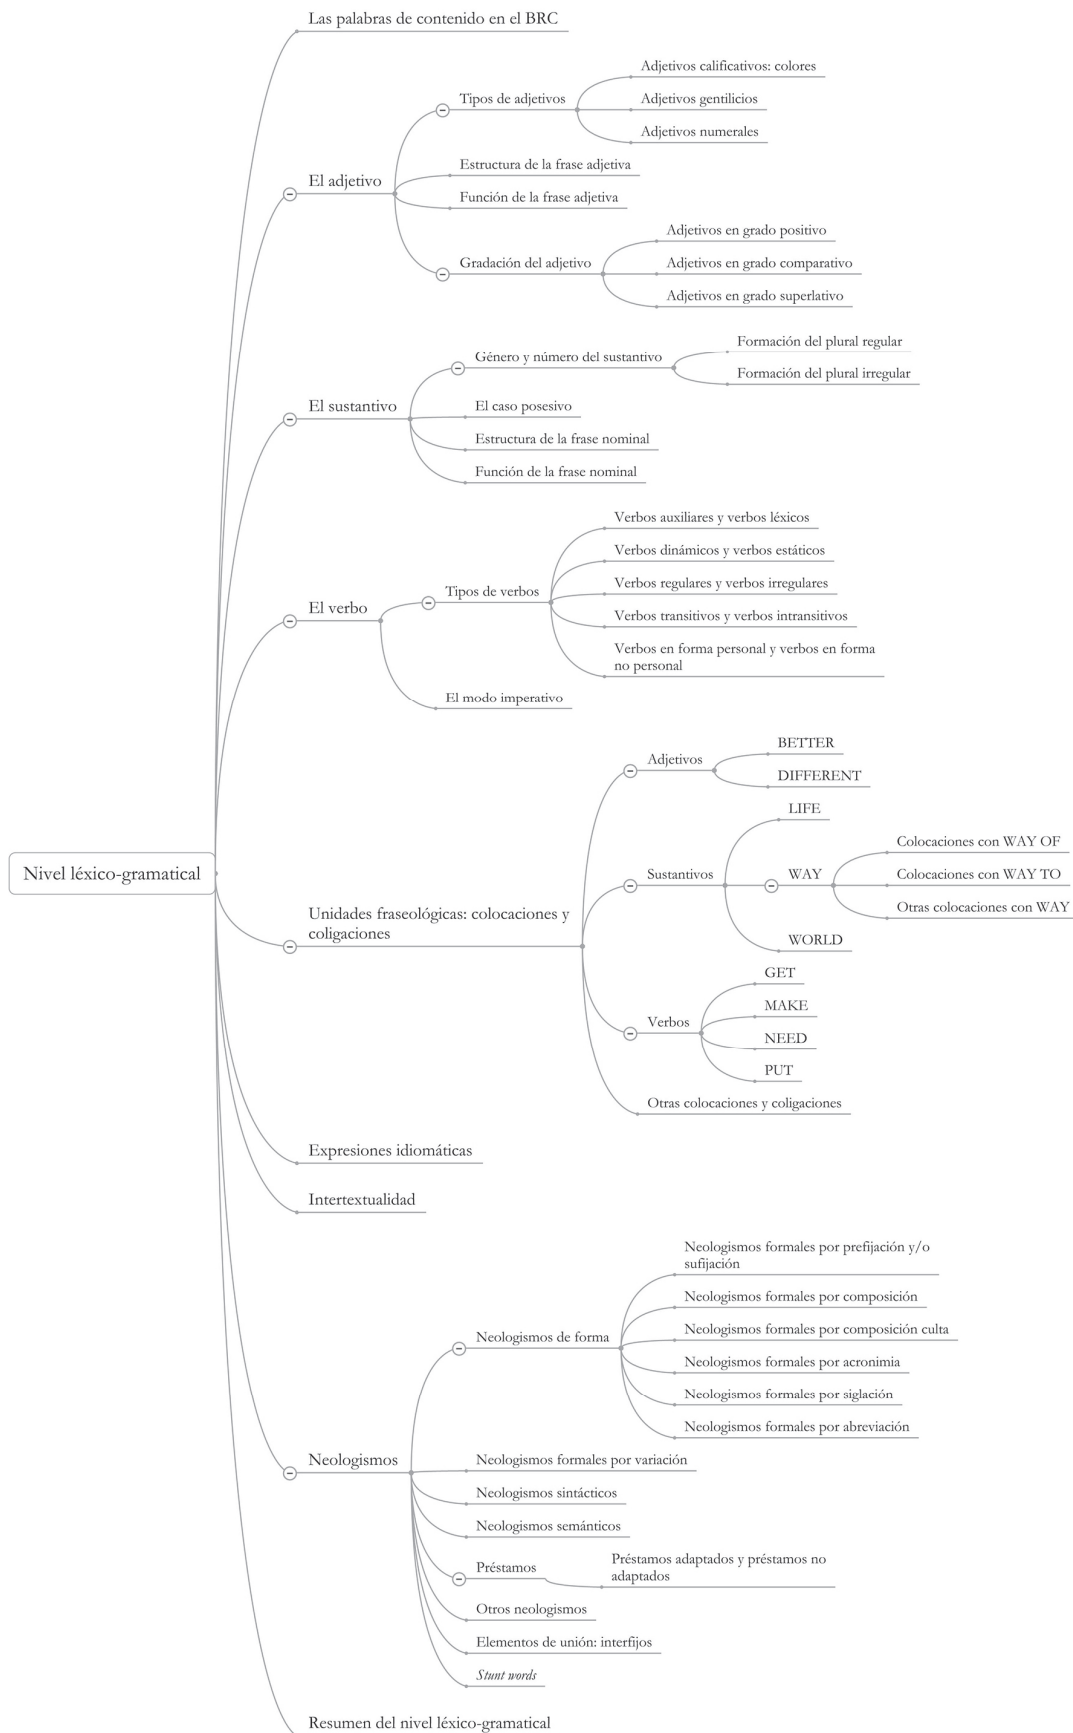 Las palabras de contenido en el BRC
El adjetivo
Tipos de adjetivos
Adjetivos calificativos: colores
Adjetivos gentilicios
Adjetivos numerales
Estructura de la frase adjetiva
Función de la frase adjetiva
Gradación del adjetivo
Adjetivos en grado positivo
Adjetivos en grado comparativo
Adjetivos en grado superlativo
El sustantivo
Género y número del sustantivo
Formación del plural regular
Formación del plural irregular
El caso posesivo
Estructura de la frase nominal
Función de la frase nominal
El verbo
Tipos de verbos
Verbos auxiliares y verbos léxicos
Verbos dinámicos y verbos estáticos
Verbos regulares y verbos irregulares
Verbos transitivos y verbos intransitivos
Verbos en forma personal y verbos en forma
no personal
El modo imperativo
Nivel léxico-gramatical
Unidades fraseológicas: colocaciones y
coligaciones
Adjetivos
BETTER
DIFFERENT
Sustantivos
LIFE
WAY
Colocaciones con WAY OF
Colocaciones con WAY TO
Otras colocaciones con WAY
WORLD
Verbos
GET
MAKE
NEED
PUT
Otras colocaciones y coligaciones
Expresiones idiomáticas
Intertextualidad
Neologismos
Neologismos de forma
Neologismos formales por prefijación y/o
sufijación
Neologismos formales por composición
Neologismos formales por composición culta
Neologismos formales por acronimia
Neologismos formales por siglación
Neologismos formales por abreviación
Neologismos formales por variación
Neologismos sintácticos
Neologismos semánticos
Préstamos
Préstamos adaptados y préstamos no
adaptados
Otros neologismos
Elementos de unión: interfijos
Stunt words
Resumen del nivel léxico-gramatical